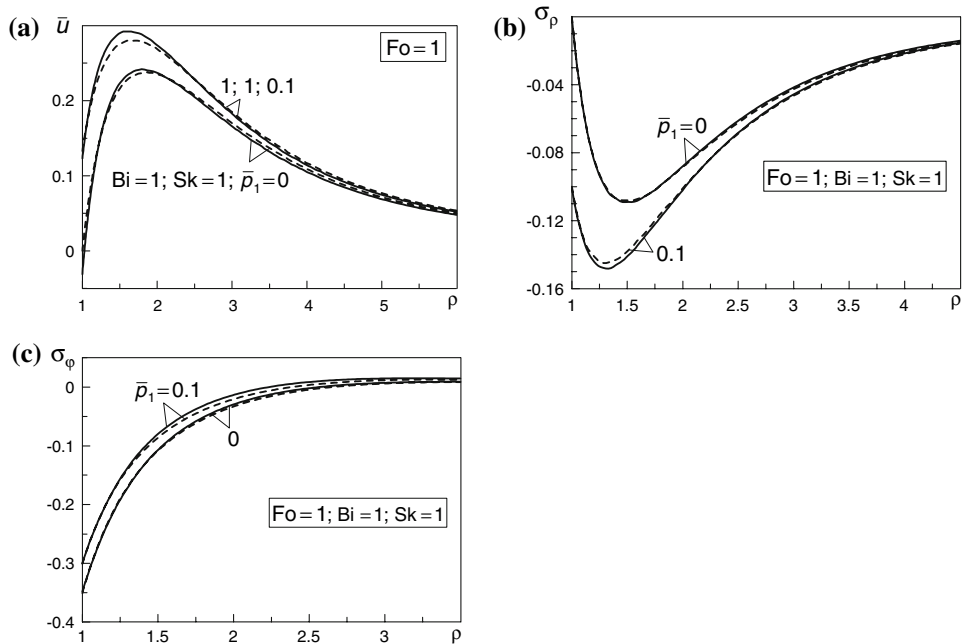 (a)
ū
Fo=1
0.2
0.1
0
1; 1; 0.1
Bi=1; Sk=1; p̄₁=0
1 2 3 4 5 ρ
(b)
σρ
-0.04
-0.08
-0.12
-0.16
p̄₁=0
Fo=1; Bi=1; Sk=1
0.1
1 1.5 2 2.5 3 3.5 4 ρ
(c)
σφ
0
-0.1
-0.2
-0.3
-0.4
p̄₁=0.1
0
Fo=1; Bi=1; Sk=1
1 1.5 2 2.5 3 ρ